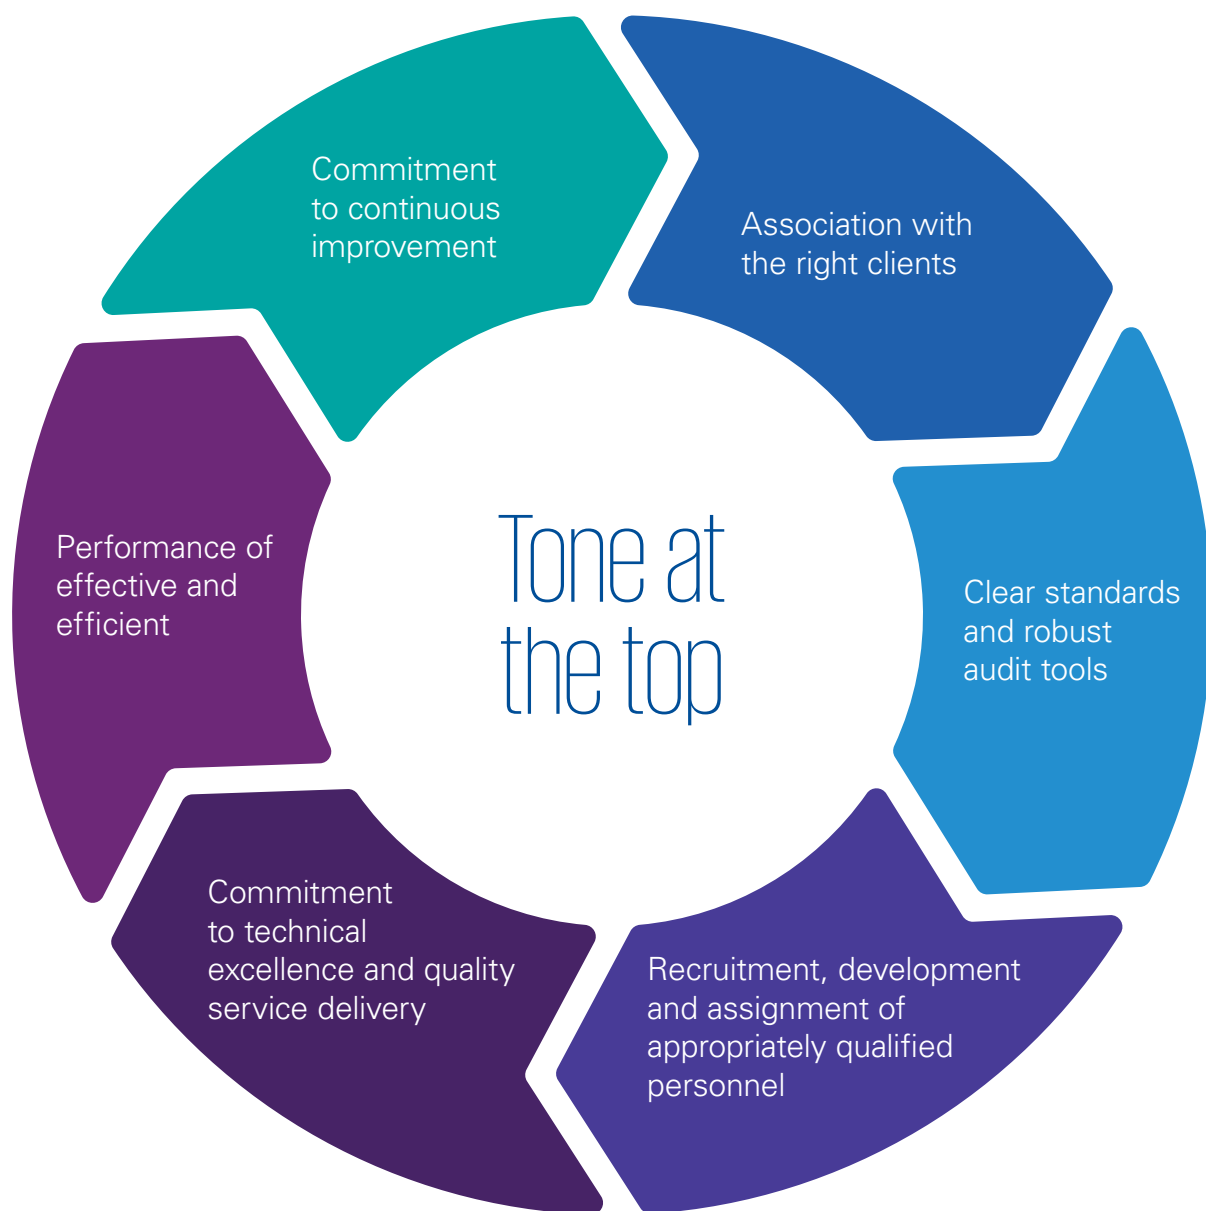 Commitment
to continuous
improvement
Association with
the right clients
Clear standards
and robust
audit tools
Recruitment, development
and assignment of
appropriately qualified
personnel
Commitment
to technical
excellence and quality
service delivery
Performance of
effective and
efficient
Tone at
the top